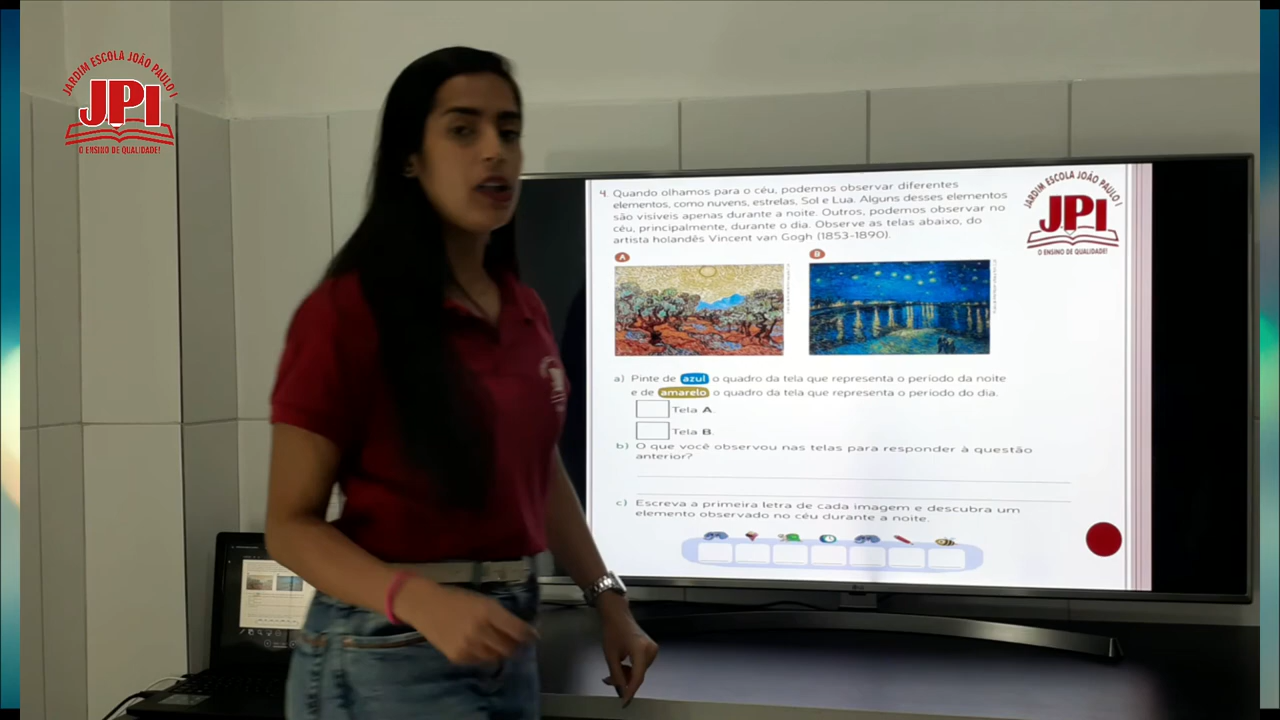 JARDIM ESCOLA JOÃO PAULO I
JPI
O ENSINO DE QUALIDADE!
4. Quando olhamos para o céu, podemos observar diferentes
elementos, como nuvens, estrelas, Sol e Lua. Alguns desses elementos
são visíveis apenas durante a noite. Outros, podemos observar no
céu, principalmente, durante o dia. Observe as telas abaixo, do
artista holandês Vincent van Gogh (1853-1890).
JARDIM ESCOLA JOÃO PAULO I
JPI
O ENSINO DE QUALIDADE!
A
B
a) Pinte de azul o quadro da tela que representa o período da noite
e de amarelo o quadro da tela que representa o período do dia.
Tela A.
Tela B.
b) O que você observou nas telas para responder à questão
anterior?
c) Escreva a primeira letra de cada imagem e descubra um
elemento observado no céu durante a noite.
LG